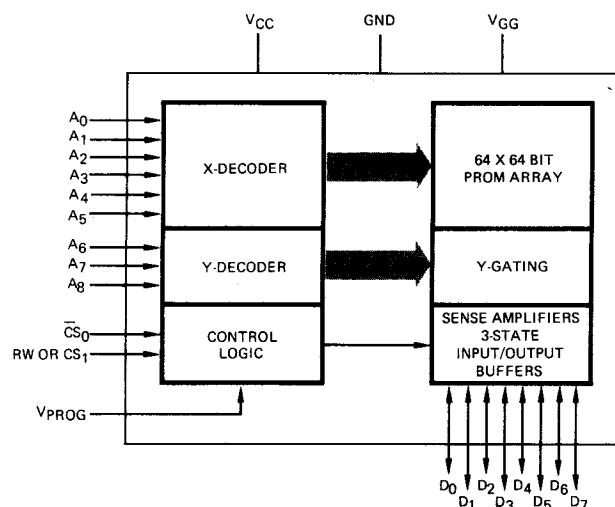 VCC GND VGG
A0
A1
A2
A3
A4
A5
X-DECODER
64 X 64 BIT
PROM ARRAY
A6
A7
A8
Y-DECODER
Y-GATING
C̅S̅0
RW OR CS1
CONTROL
LOGIC
SENSE AMPLIFIERS
3-STATE
INPUT/OUTPUT
BUFFERS
VPROG
D0 D1 D2 D3 D4 D5 D6 D7